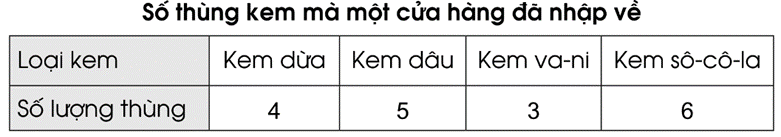 Số thùng kem mà một cửa hàng đã nhập về
Loại kem Kem dừa Kem dâu Kem va-ni Kem sô-cô-la
Số lượng thùng 4 5 3 6